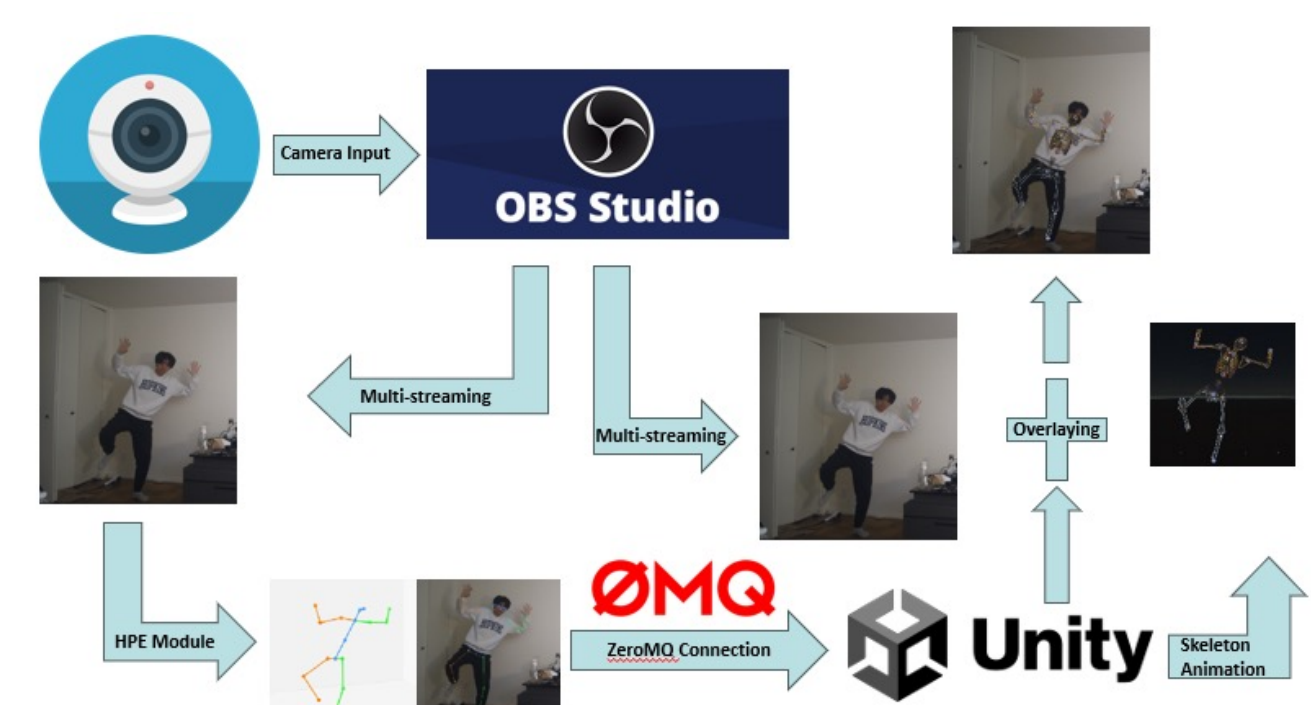 Camera Input
OBS Studio
Multi-streaming
Multi-streaming
Overlaying
HPE Module
ØMQ
ZeroMQ Connection
Unity
Skeleton
Animation